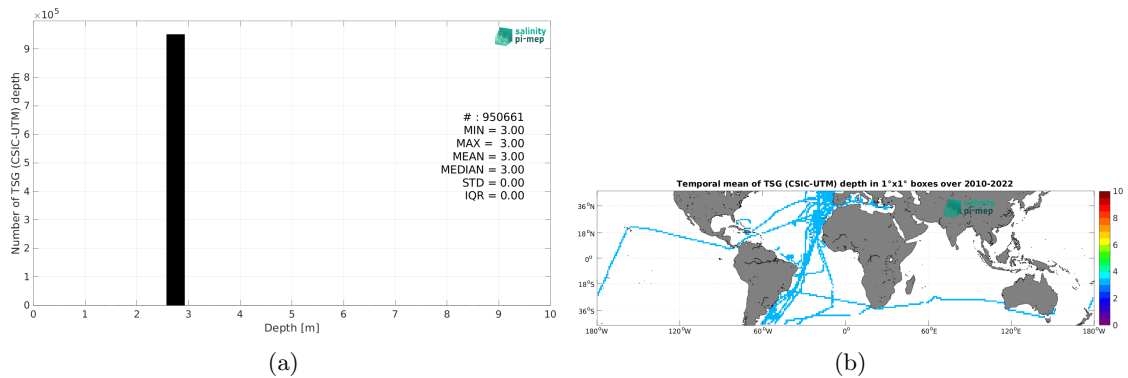 ×10⁵
9
8
7
6
5
4
3
2
1
0
Number of TSG (CSIC-UTM) depth
0 1 2 3 4 5 6 7 8 9 10
Depth [m]
salinity
pi-mep
# : 950661
MIN = 3.00
MAX = 3.00
MEAN = 3.00
MEDIAN = 3.00
STD = 0.00
IQR = 0.00
(a)
Temporal mean of TSG (CSIC-UTM) depth in 1°x1° boxes over 2010-2022
salinity
pi-mep
36°N
18°N
0°
18°S
36°S
180°W 120°W 60°W 0° 60°E 120°E 180°E
10
8
6
4
2
0
(b)